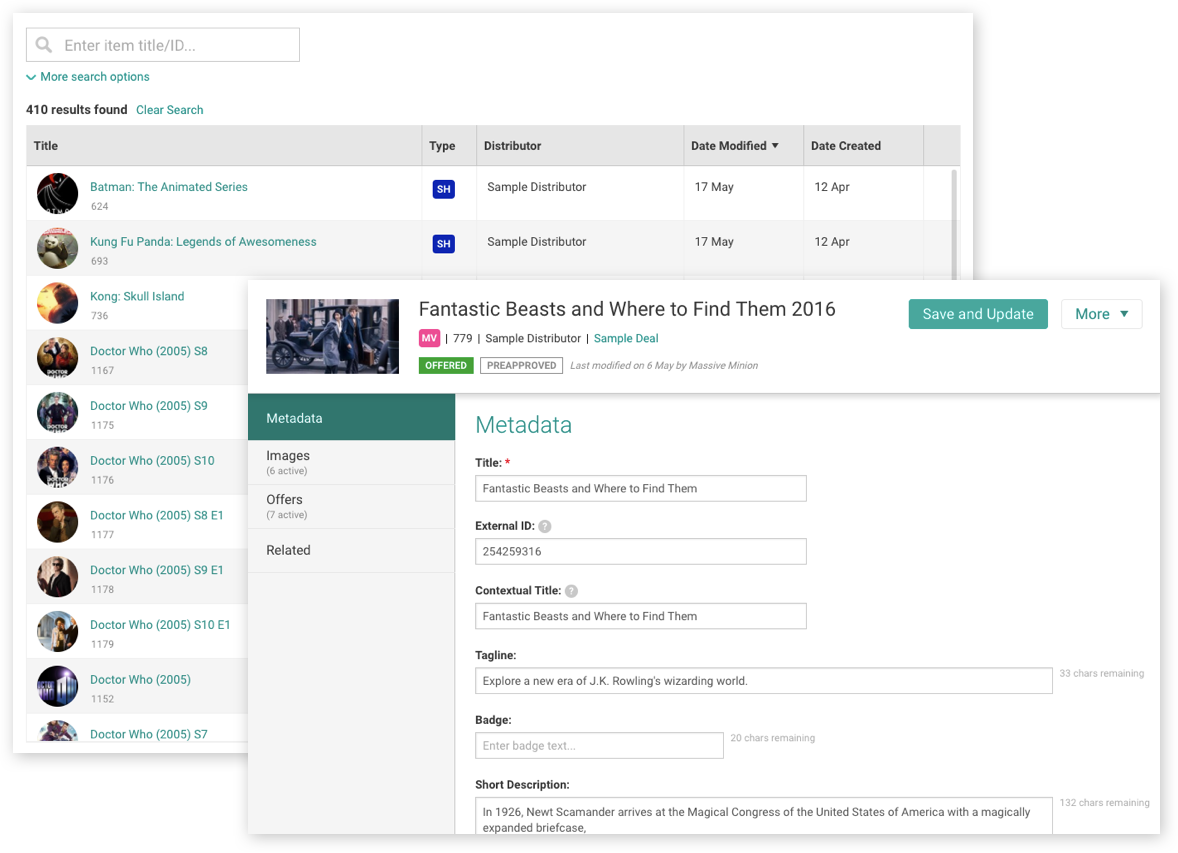 Enter item title/ID...
More search options
410 results found Clear Search
Title Type Distributor Date Modified ▼ Date Created
Batman: The Animated Series SH Sample Distributor 17 May 12 Apr
624
Kung Fu Panda: Legends of Awesomeness SH Sample Distributor 17 May 12 Apr
693
Kong: Skull Island
736
Doctor Who (2005) S8
1167
Doctor Who (2005) S9
1175
Doctor Who (2005) S10
1176
Doctor Who (2005) S8 E1
1177
Doctor Who (2005) S9 E1
1178
Doctor Who (2005) S10 E1
1179
Doctor Who (2005)
1152
Doctor Who (2005) S7
Fantastic Beasts and Where to Find Them 2016
Save and Update More ▼
MV | 779 | Sample Distributor | Sample Deal
OFFERED PREAPPROVED Last modified on 6 May by Massive Minion
Metadata
Images
(6 active)
Offers
(7 active)
Related
Metadata
Title: *
Fantastic Beasts and Where to Find Them
External ID: ?
254259316
Contextual Title: ?
Fantastic Beasts and Where to Find Them
Tagline:
Explore a new era of J.K. Rowling's wizarding world. 33 chars remaining
Badge:
Enter badge text... 20 chars remaining
Short Description:
In 1926, Newt Scamander arrives at the Magical Congress of the United States of America with a magically 132 chars remaining
expanded briefcase,